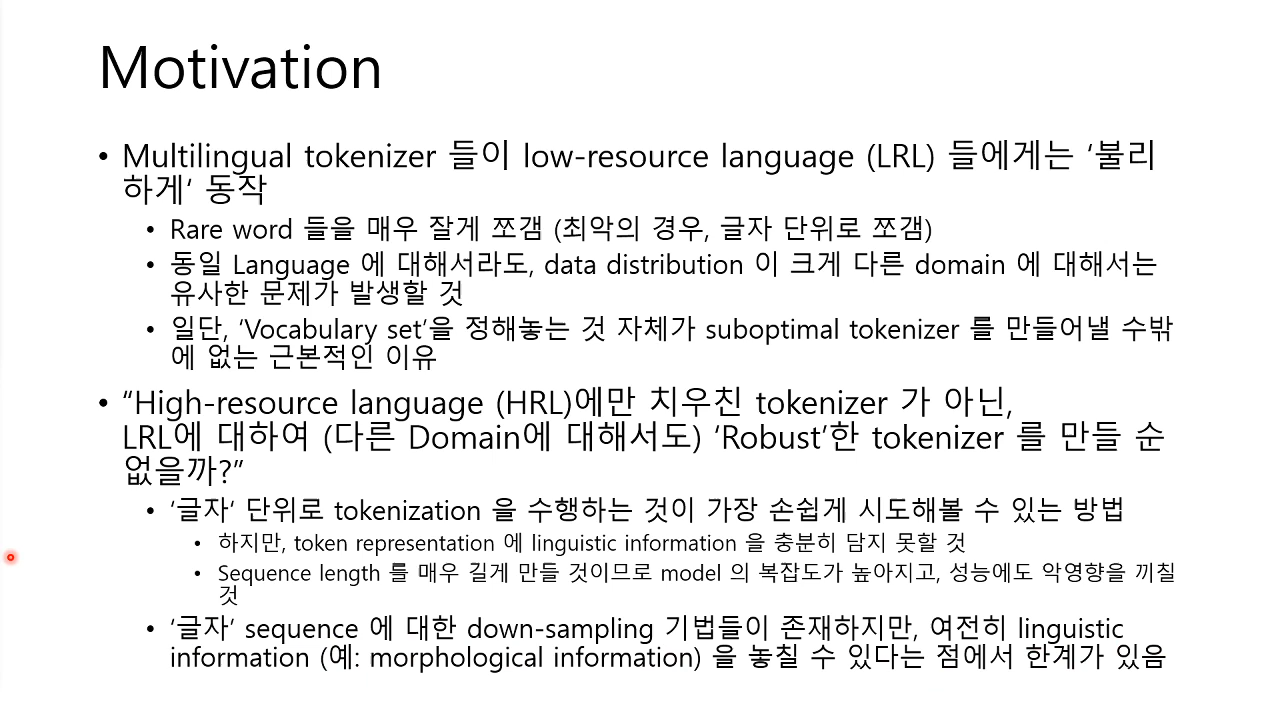 Motivation
• Multilingual tokenizer 들이 low-resource language (LRL) 들에게는 ‘불리
하게‘ 동작
• Rare word 들을 매우 잘게 쪼갬 (최악의 경우, 글자 단위로 쪼갬)
• 동일 Language 에 대해서라도, data distribution 이 크게 다른 domain 에 대해서는
유사한 문제가 발생할 것
• 일단, ‘Vocabulary set‘을 정해놓는 것 자체가 suboptimal tokenizer 를 만들어낼 수밖
에 없는 근본적인 이유
• “High-resource language (HRL)에만 치우친 tokenizer 가 아닌,
LRL에 대하여 (다른 Domain에 대해서도) ‘Robust’한 tokenizer 를 만들 순
없을까?”
• ‘글자‘ 단위로 tokenization 을 수행하는 것이 가장 손쉽게 시도해볼 수 있는 방법
• 하지만, token representation 에 linguistic information 을 충분히 담지 못할 것
• Sequence length 를 매우 길게 만들 것이므로 model 의 복잡도가 높아지고, 성능에도 악영향을 끼칠
것
• ‘글자’ sequence 에 대한 down-sampling 기법들이 존재하지만, 여전히 linguistic
information (예: morphological information) 을 놓칠 수 있다는 점에서 한계가 있음